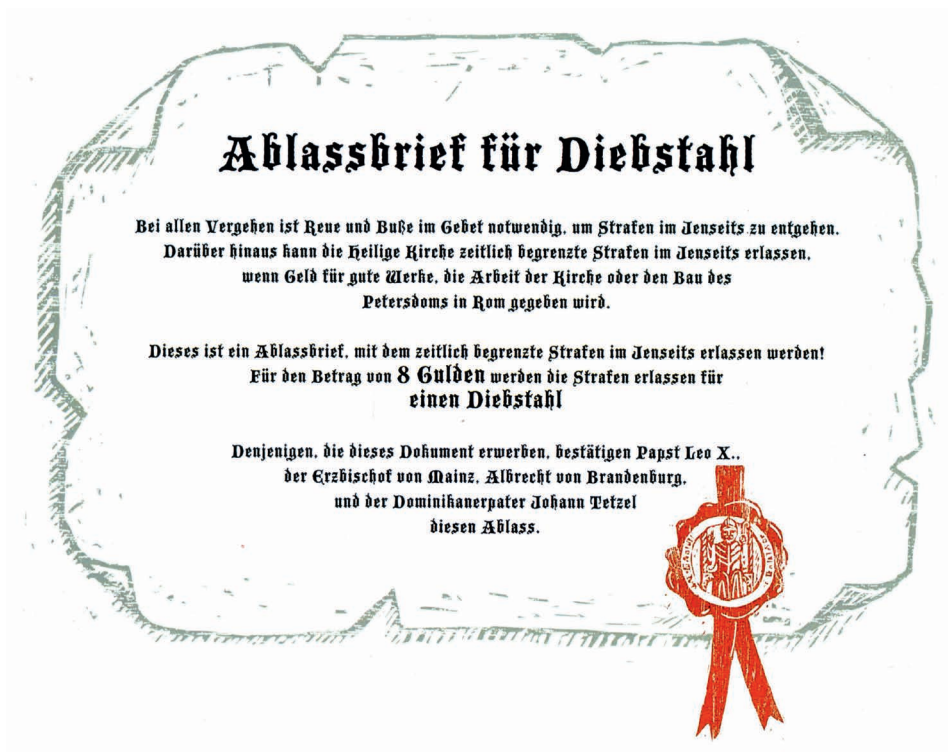 Ablassbrief für Diebstahl
Bei allen Vergehen ist Reue und Buße im Gebet notwendig, um Strafen im Jenseits zu entgehen.
Darüber hinaus kann die Heilige Kirche zeitlich begrenzte Strafen im Jenseits erlassen,
wenn Geld für gute Werke, die Arbeit der Kirche oder den Bau des
Petersdoms in Rom gegeben wird.
Dieses ist ein Ablassbrief, mit dem zeitlich begrenzte Strafen im Jenseits erlassen werden!
Für den Betrag von 8 Gulden werden die Strafen erlassen für
einen Diebstahl
Denjenigen, die dieses Dokument erwerben, bestätigen Papst Leo X.,
der Erzbischof von Mainz, Albrecht von Brandenburg,
und der Dominikanerpater Johann Tetzel
diesen Ablass.